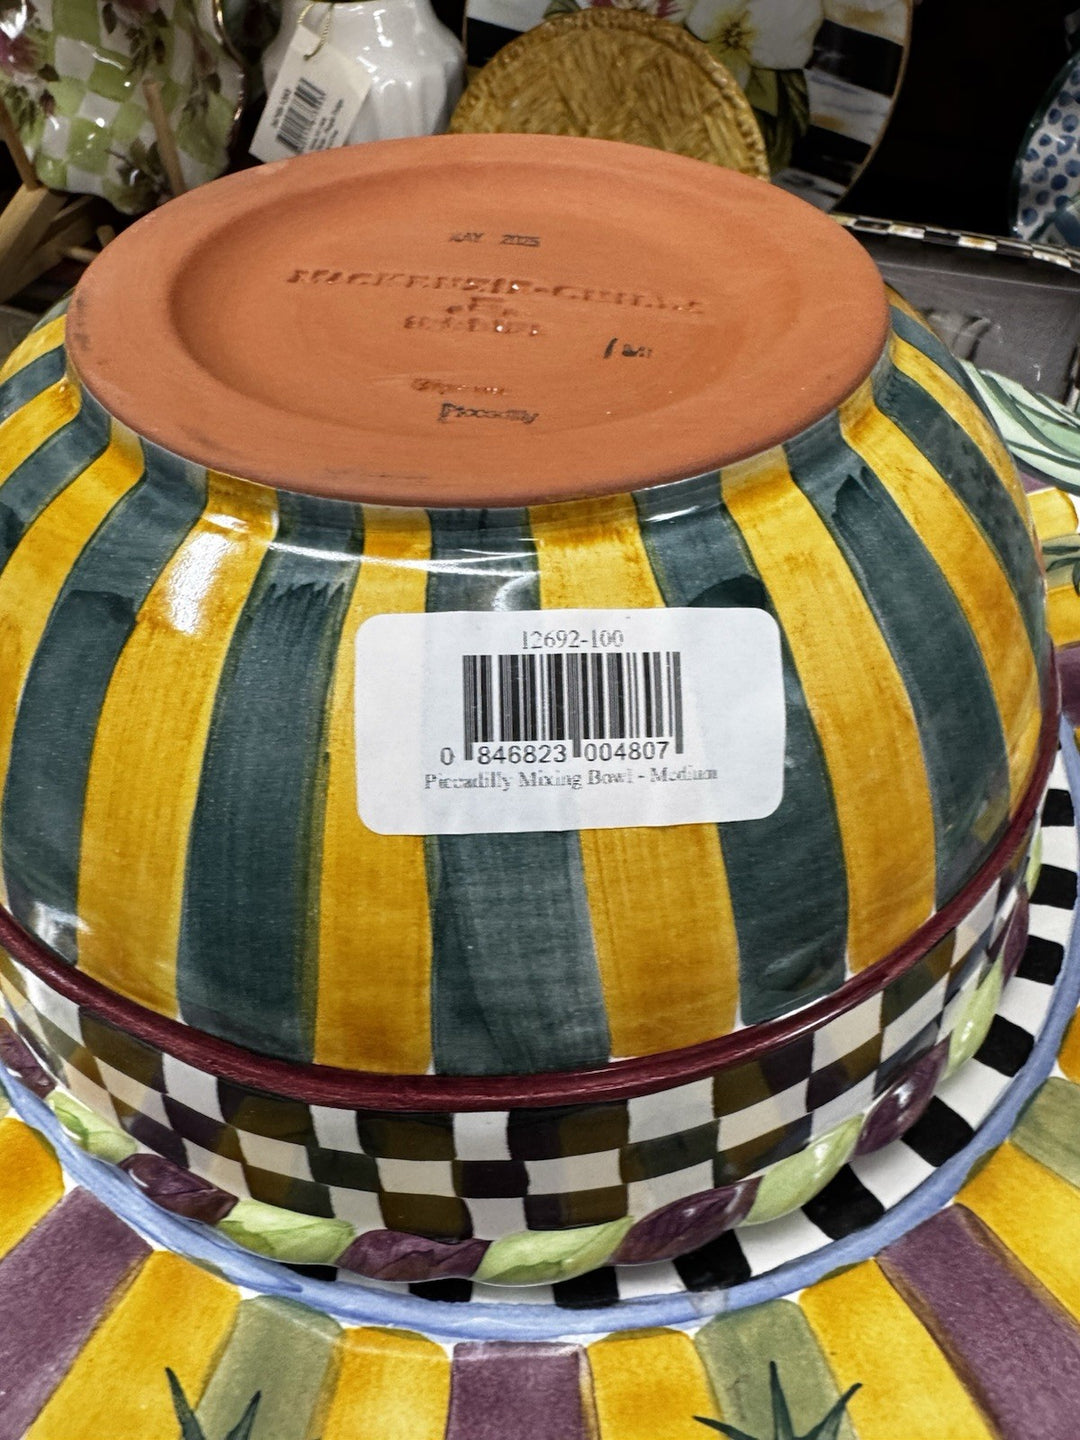 MAY 2025
MACKENZIE-CHILDS
Piccadilly
12692-100
0 846823 004807
Piccadilly Mixing Bowl - Medium